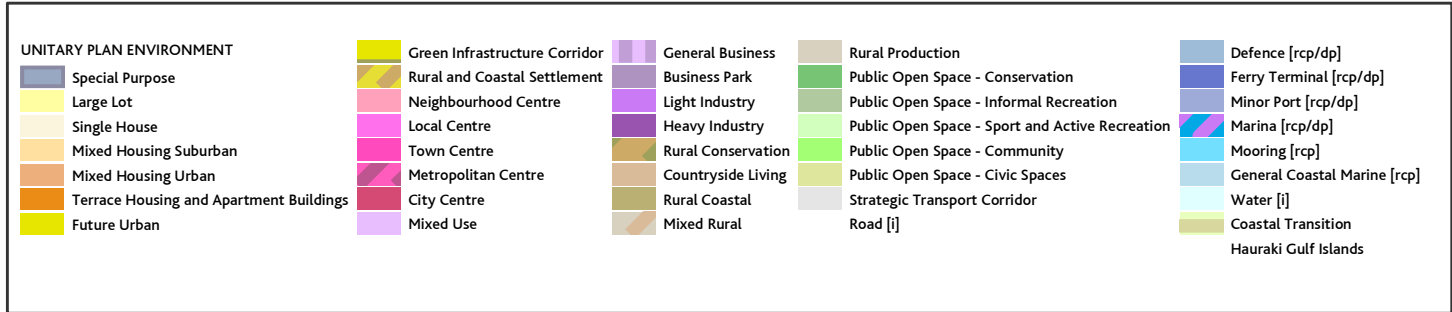 UNITARY PLAN ENVIRONMENT
Special Purpose
Large Lot
Single House
Mixed Housing Suburban
Mixed Housing Urban
Terrace Housing and Apartment Buildings
Future Urban
Green Infrastructure Corridor
Rural and Coastal Settlement
Neighbourhood Centre
Local Centre
Town Centre
Metropolitan Centre
City Centre
Mixed Use
General Business
Business Park
Light Industry
Heavy Industry
Rural Conservation
Countryside Living
Rural Coastal
Mixed Rural
Rural Production
Public Open Space - Conservation
Public Open Space - Informal Recreation
Public Open Space - Sport and Active Recreation
Public Open Space - Community
Public Open Space - Civic Spaces
Strategic Transport Corridor
Road [i]
Defence [rcp/dp]
Ferry Terminal [rcp/dp]
Minor Port [rcp/dp]
Marina [rcp/dp]
Mooring [rcp]
General Coastal Marine [rcp]
Water [i]
Coastal Transition
Hauraki Gulf Islands